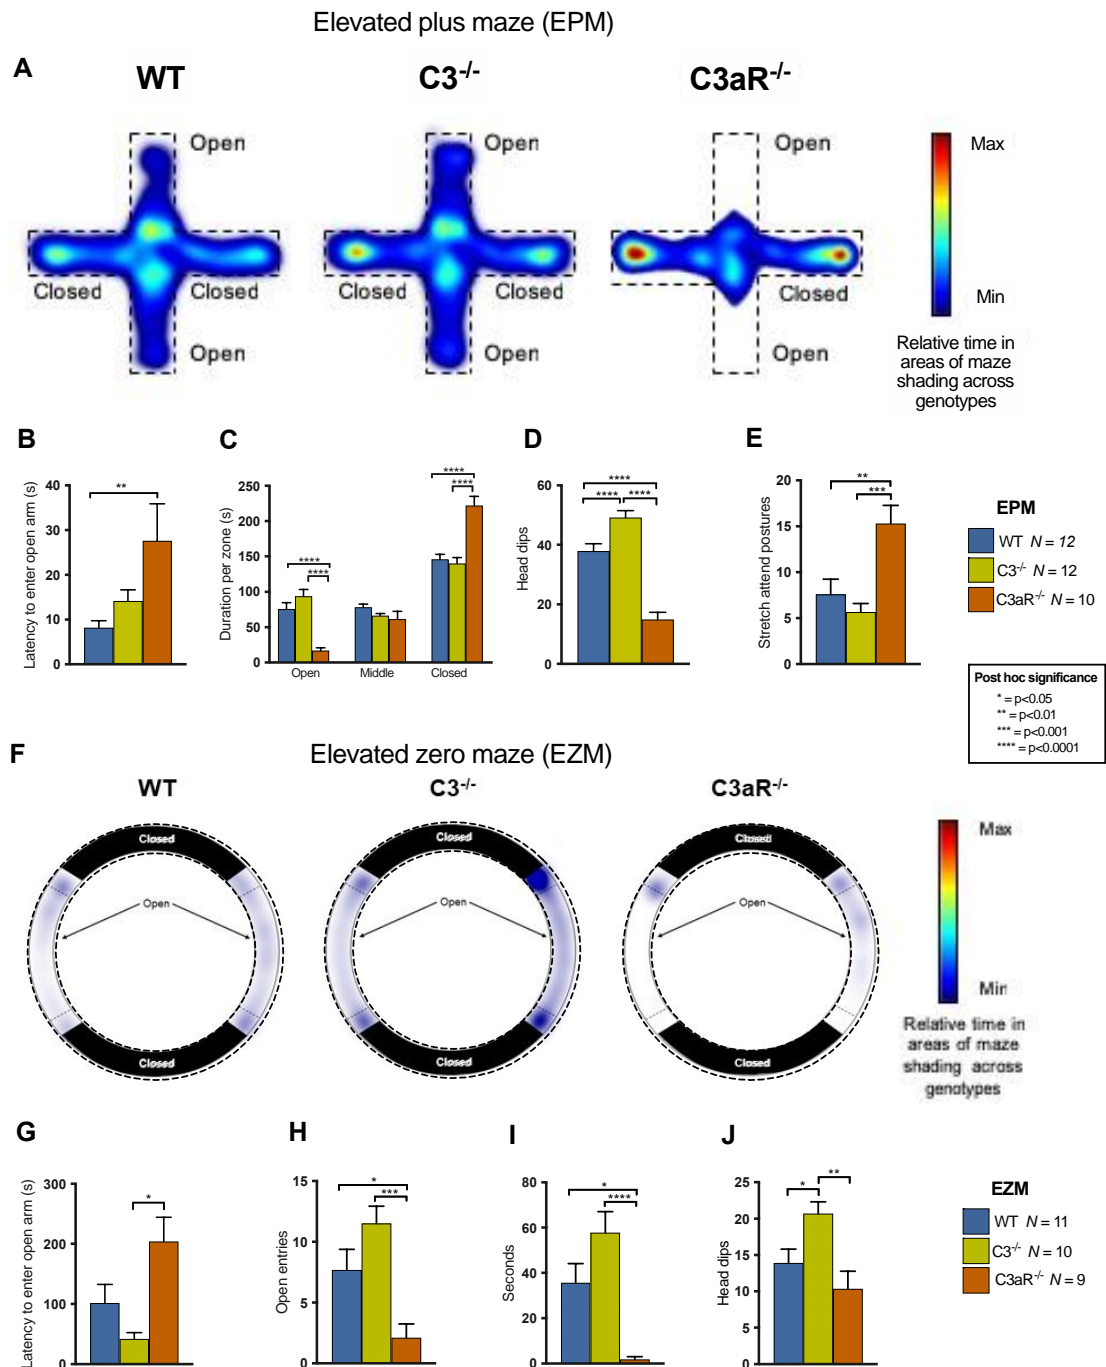 Elevated plus maze (EPM)
A
WT
C3-/-
C3aR-/-
Open
Open
Open
Closed
Closed
Closed
Closed
Closed
Open
Open
Open
Max
Min
Relative time in
areas of maze
shading across
genotypes
B
Latency to enter open arm (s)
40
30
20
10
0
**
C
Duration per zone (s)
250
200
150
100
50
0
****
****
****
****
Open
Middle
Closed
D
Head dips
60
40
20
0
****
****
****
E
Stretch attend postures
20
15
10
5
0
**
***
EPM
WT N = 12
C3-/- N = 12
C3aR-/- N = 10
Post hoc significance
* = p<0.05
** = p<0.01
*** = p<0.001
**** = p<0.0001
F
Elevated zero maze (EZM)
WT
C3-/-
C3aR-/-
Closed
Closed
Closed
Open
Open
Open
Closed
Closed
Closed
Max
Min
Relative time in
areas of maze
shading across
genotypes
G
Latency to enter open arm (s)
300
200
100
0
*
H
Open entries
15
10
5
0
*
***
I
Seconds
80
60
40
20
0
*
****
J
Head dips
25
20
15
10
5
0
*
**
EZM
WT N = 11
C3-/- N = 10
C3aR-/- N = 9